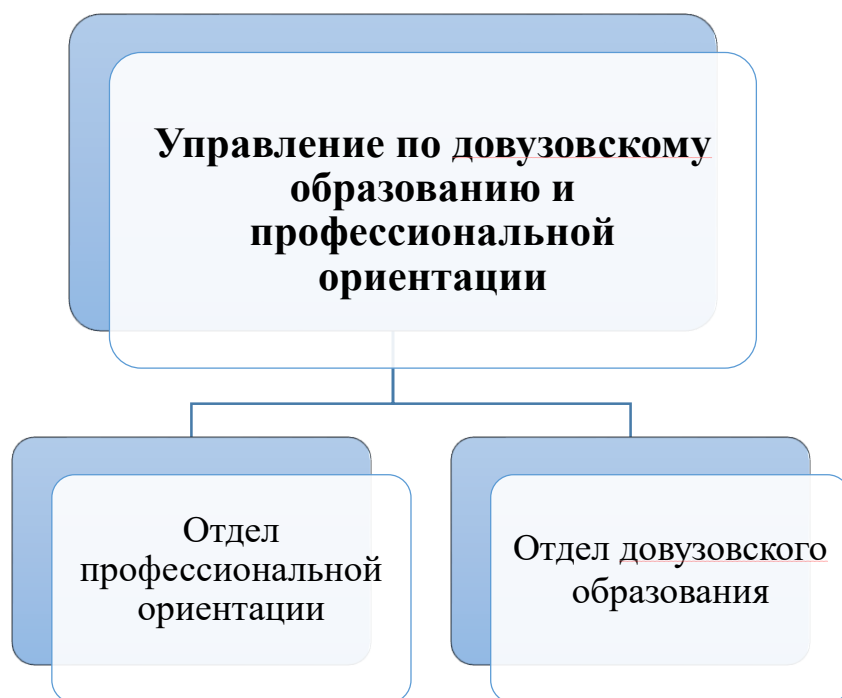 Управление по довузовскому
образованию и
профессиональной
ориентации
Отдел
профессиональной
ориентации
Отдел довузовского
образования